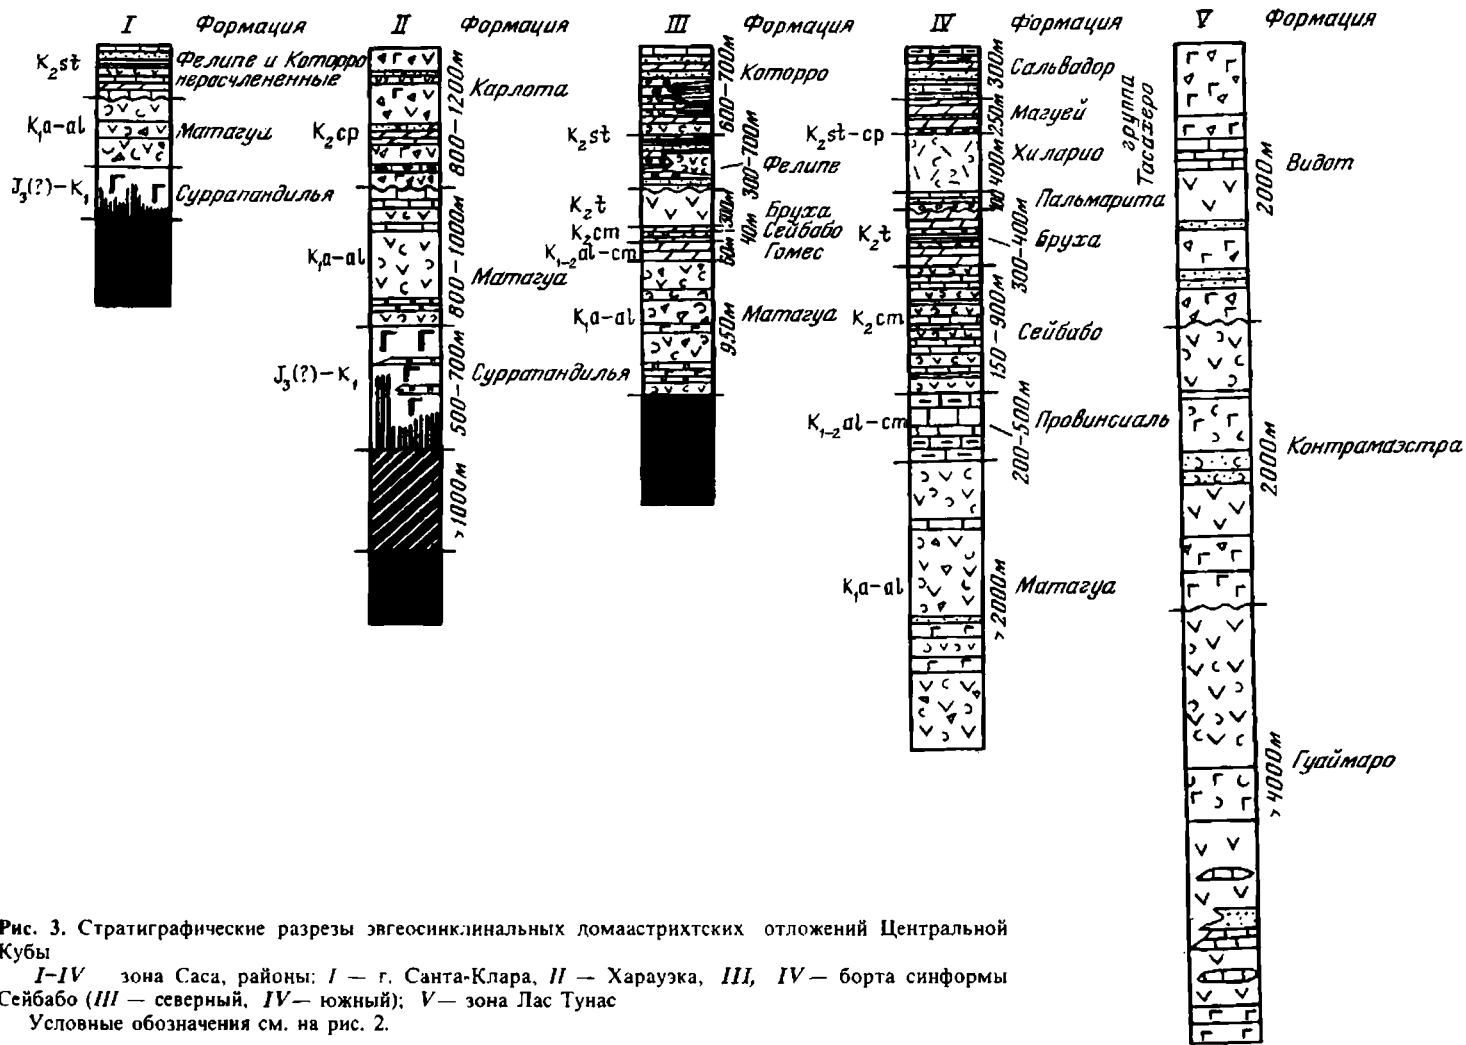 I Формация II Формация III Формация IV Формация V Формация
K₂st
Фелипе и Которро
нерасчлененные
K₁a-al
Матагуа
J₃(?)-K₁
Суррапандилья
Карлота
800-1200м
K₂cp
K₁a-al
Матагуа
800-1000м
J₃(?)-K₁
Суррапандилья
500-700м
>1000м
Которро
600-700м
K₂st
Фелипе
300-700м
K₂t
Бруха
300м
K₂cm
Сейбабо
40м
K₁₋₂al-cm
Гомес
60м
K₁a-al
Матагуа
950м
Сальвадор
300м
Магуей
250м
K₂st-cp
Хиларио
400м
группа
Тасахеро
Пальмарита
K₂t
Бруха
300-400м
K₂cm
Сейбабо
150-900м
K₁₋₂al-cm
Провинсиаль
200-500м
K₁a-al
Матагуа
>2000м
Видот
2000м
Контрамаэстра
2000м
Гуаймаро
>4000м
Рис. 3. Стратиграфические разрезы эвгеосинклинальных домаастрихтских отложений Центральной
Кубы
I-IV зона Саса, районы: I — г. Санта-Клара, II — Харауэка, III, IV — борта синформы
Сейбабо (III — северный, IV — южный); V — зона Лас Тунас
Условные обозначения см. на рис. 2.